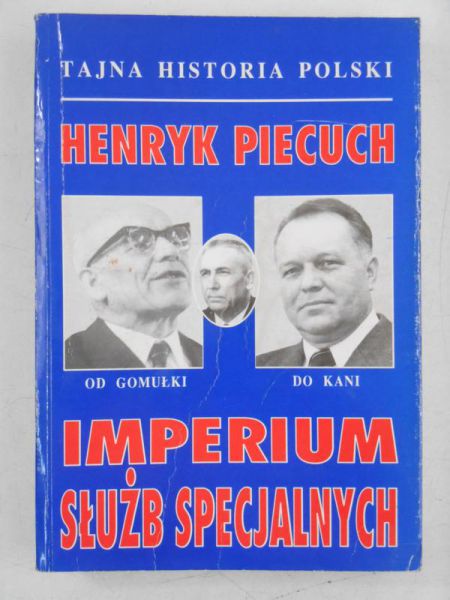 TAJNA HISTORIA POLSKI
HENRYK PIECUCH
OD GOMUŁKI
DO KANI
IMPERIUM
SŁUŻB SPECJALNYCH